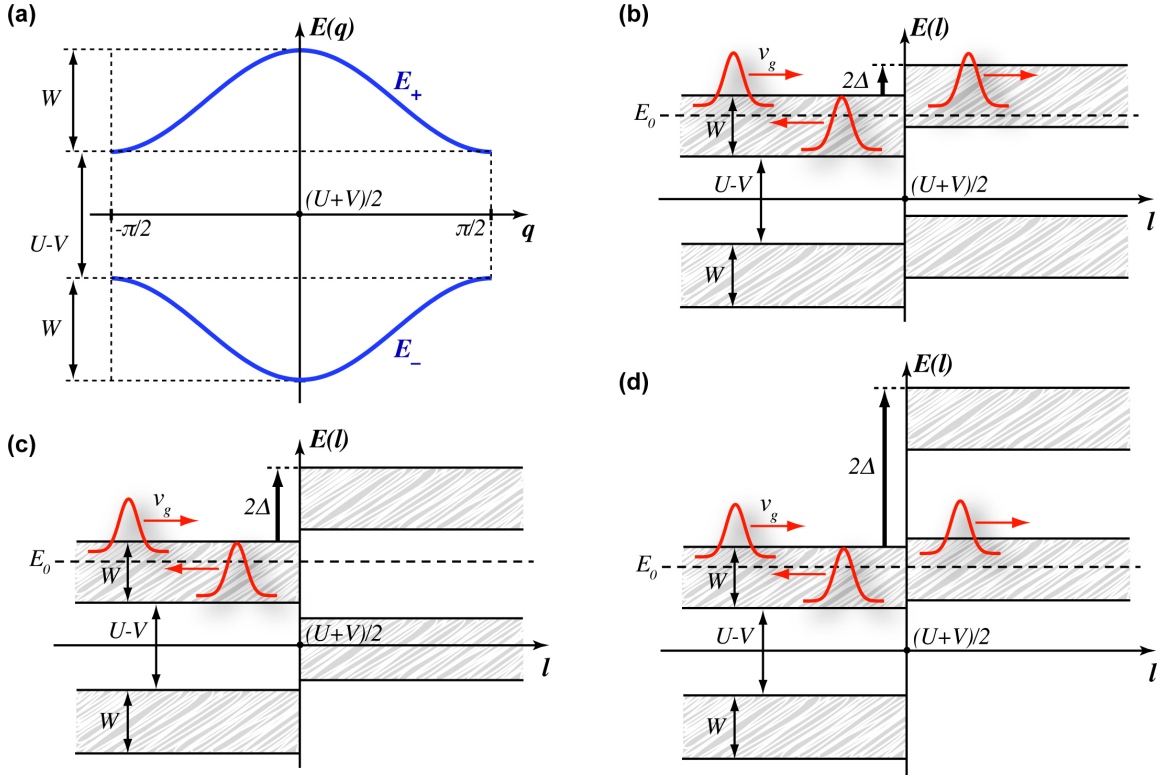 (a)
E(q)
W
E+
(U+V)/2
-π/2
π/2
q
U-V
W
E−
(b)
E(l)
vg
2Δ
E0
W
U-V
(U+V)/2
l
W
(c)
E(l)
vg
2Δ
E0
W
U-V
(U+V)/2
l
W
(d)
E(l)
2Δ
vg
E0
W
U-V
(U+V)/2
l
W